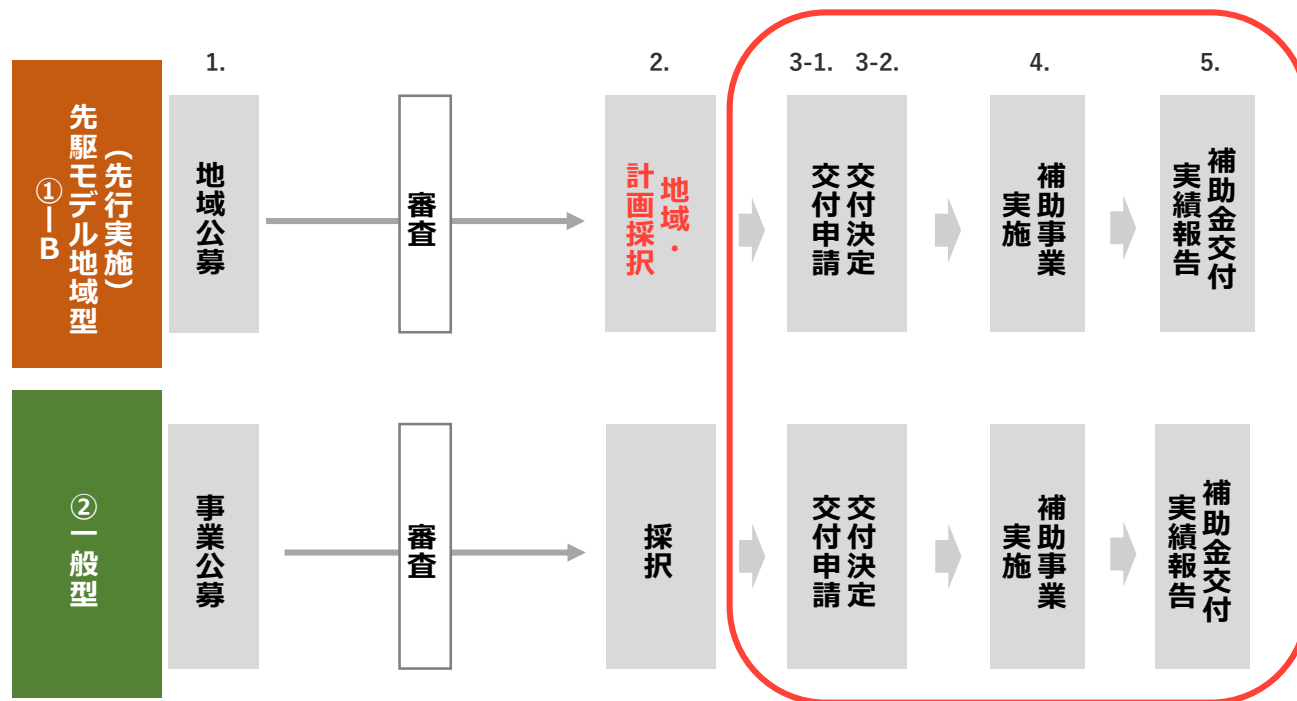 1.
2.
3-1. 3-2.
4.
5.
①ーB
先駆モデル地域型
（先行実施）
地域公募
審査
地域・
計画採択
交付申請
交付決定
補助事業
実施
補助金交付
実績報告
②一般型
事業公募
審査
採択
交付申請
交付決定
補助事業
実施
補助金交付
実績報告